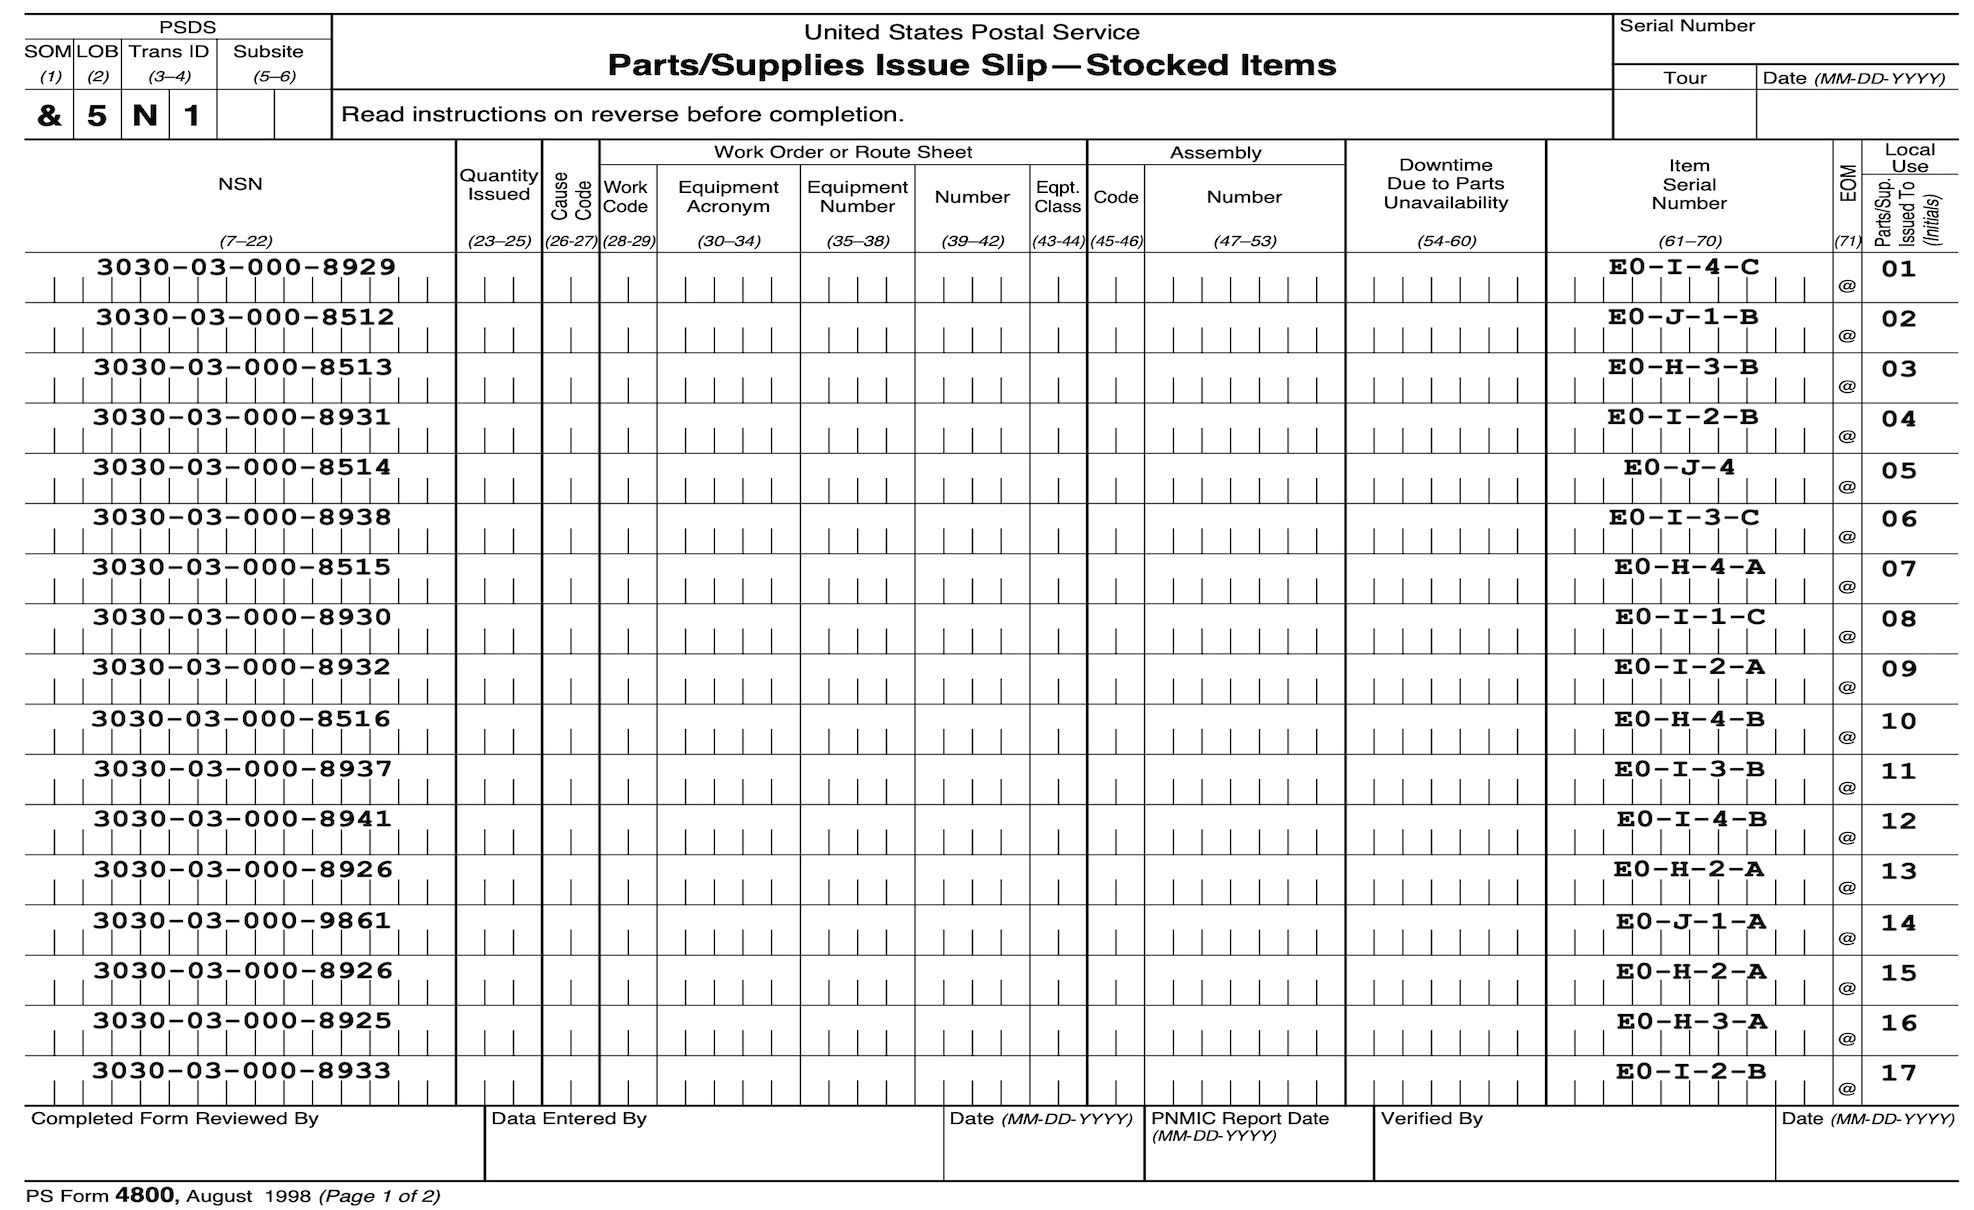 PSDS
SOM LOB Trans ID Subsite
(1) (2) (3–4) (5–6)
& 5 N 1
United States Postal Service
Parts/Supplies Issue Slip—Stocked Items
Read instructions on reverse before completion.
Serial Number
Tour Date (MM-DD-YYYY)
Work Order or Route Sheet Assembly
NSN Quantity Issued Cause Code Work Code Equipment Acronym Equipment Number Number Eqpt. Class Code Number Downtime Due to Parts Unavailability Item Serial Number EOM Local Use Parts/Sup. Issued To (Initials)
(7–22) (23–25) (26-27) (28-29) (30–34) (35–38) (39–42) (43-44) (45-46) (47–53) (54-60) (61–70) (71)
3030-03-000-8929 E0-I-4-C @ 01
3030-03-000-8512 E0-J-1-B @ 02
3030-03-000-8513 E0-H-3-B @ 03
3030-03-000-8931 E0-I-2-B @ 04
3030-03-000-8514 E0-J-4 @ 05
3030-03-000-8938 E0-I-3-C @ 06
3030-03-000-8515 E0-H-4-A @ 07
3030-03-000-8930 E0-I-1-C @ 08
3030-03-000-8932 E0-I-2-A @ 09
3030-03-000-8516 E0-H-4-B @ 10
3030-03-000-8937 E0-I-3-B @ 11
3030-03-000-8941 E0-I-4-B @ 12
3030-03-000-8926 E0-H-2-A @ 13
3030-03-000-9861 E0-J-1-A @ 14
3030-03-000-8926 E0-H-2-A @ 15
3030-03-000-8925 E0-H-3-A @ 16
3030-03-000-8933 E0-I-2-B @ 17
Completed Form Reviewed By Data Entered By Date (MM-DD-YYYY) PNMIC Report Date (MM-DD-YYYY) Verified By Date (MM-DD-YYYY)
PS Form 4800, August 1998 (Page 1 of 2)